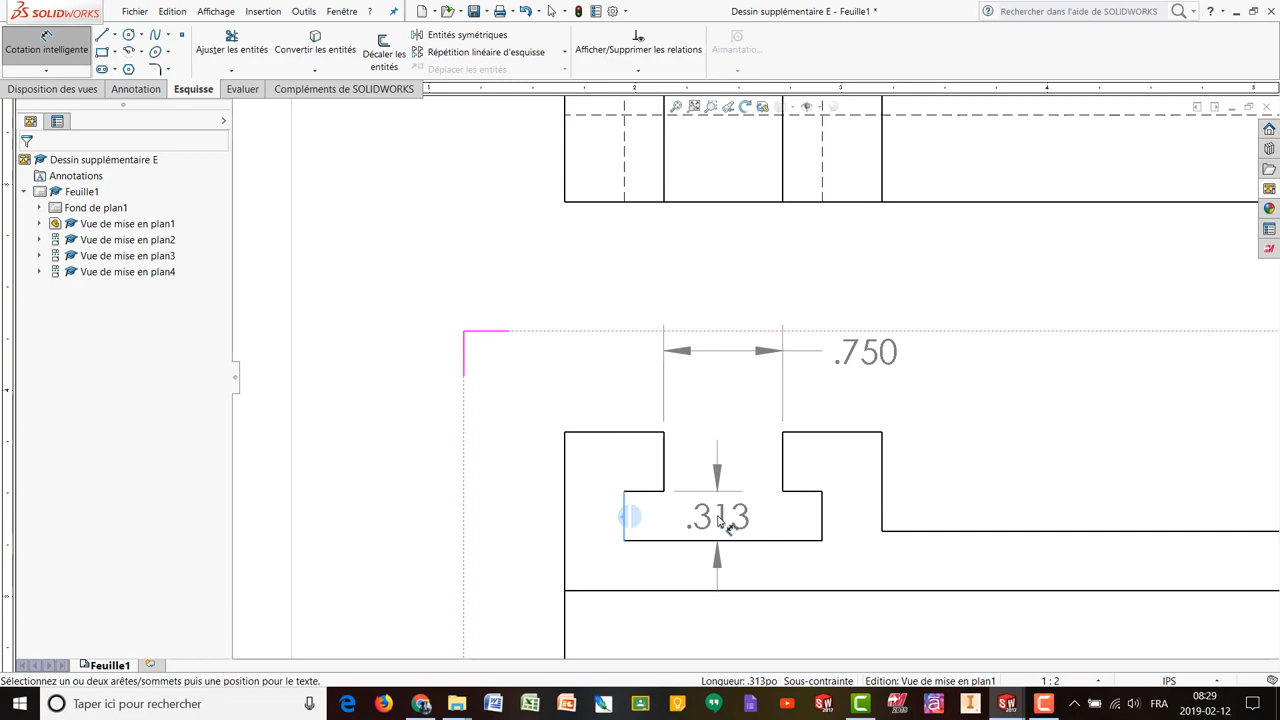 SOLIDWORKS
Fichier Edition Affichage Insertion Outils Fenêtre ?
Dessin supplémentaire E - Feuille1 *
Rechercher dans l'aide de SOLIDWORKS
?
Cotation intelligente
Ajuster les entités
Convertir les entités
Décaler les entités
Entités symétriques
Répétition linéaire d'esquisse
Déplacer les entités
Afficher/Supprimer les relations
Aimantation...
Disposition des vues
Annotation
Esquisse
Evaluer
Compléments de SOLIDWORKS
1 2 3 4 5
Dessin supplémentaire E
Annotations
Feuille1
Fond de plan1
Vue de mise en plan1
Vue de mise en plan2
Vue de mise en plan3
Vue de mise en plan4
.750
.313
Feuille1
Sélectionnez un ou deux arêtes/sommets puis une position pour le texte.
Longueur: .313po
Sous-contrainte
Edition: Vue de mise en plan1
1 : 2
IPS
Taper ici pour rechercher
FRA
08:29
2019-02-12